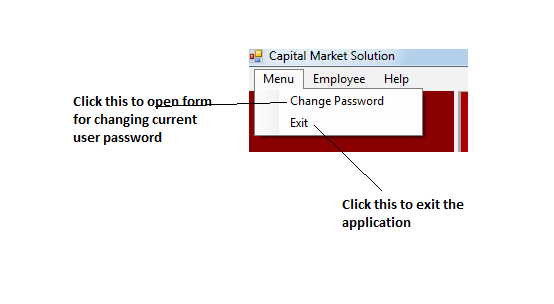 Capital Market Solution
Menu Employee Help
Change Password
Exit
Click this to open form
for changing current
user password
Click this to exit the
application